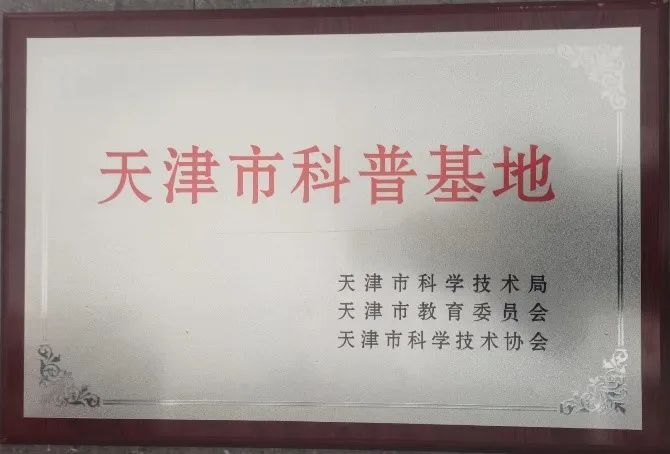 天津市科普基地
天津市科学技术局
天津市教育委员会
天津市科学技术协会